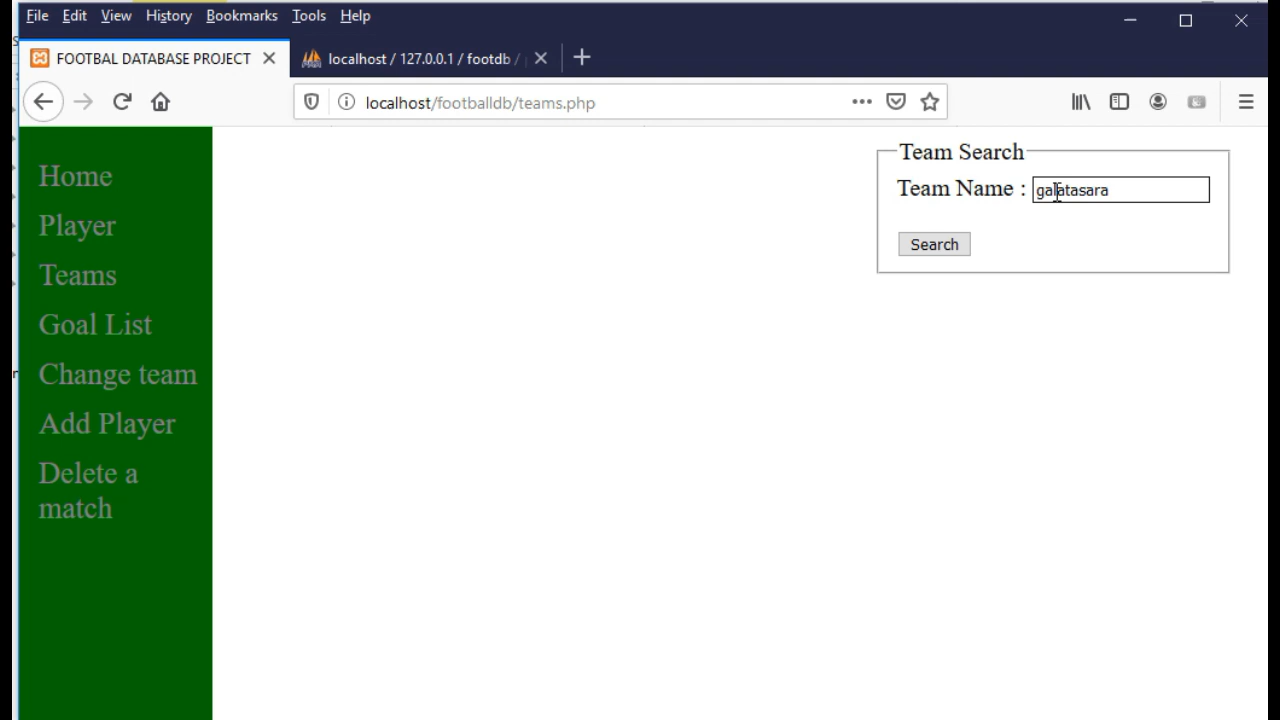 File Edit View History Bookmarks Tools Help
FOOTBAL DATABASE PROJECT
localhost / 127.0.0.1 / footdb /
localhost/footballdb/teams.php
Home
Player
Teams
Goal List
Change team
Add Player
Delete a
match
Team Search
Team Name : galatasara
Search